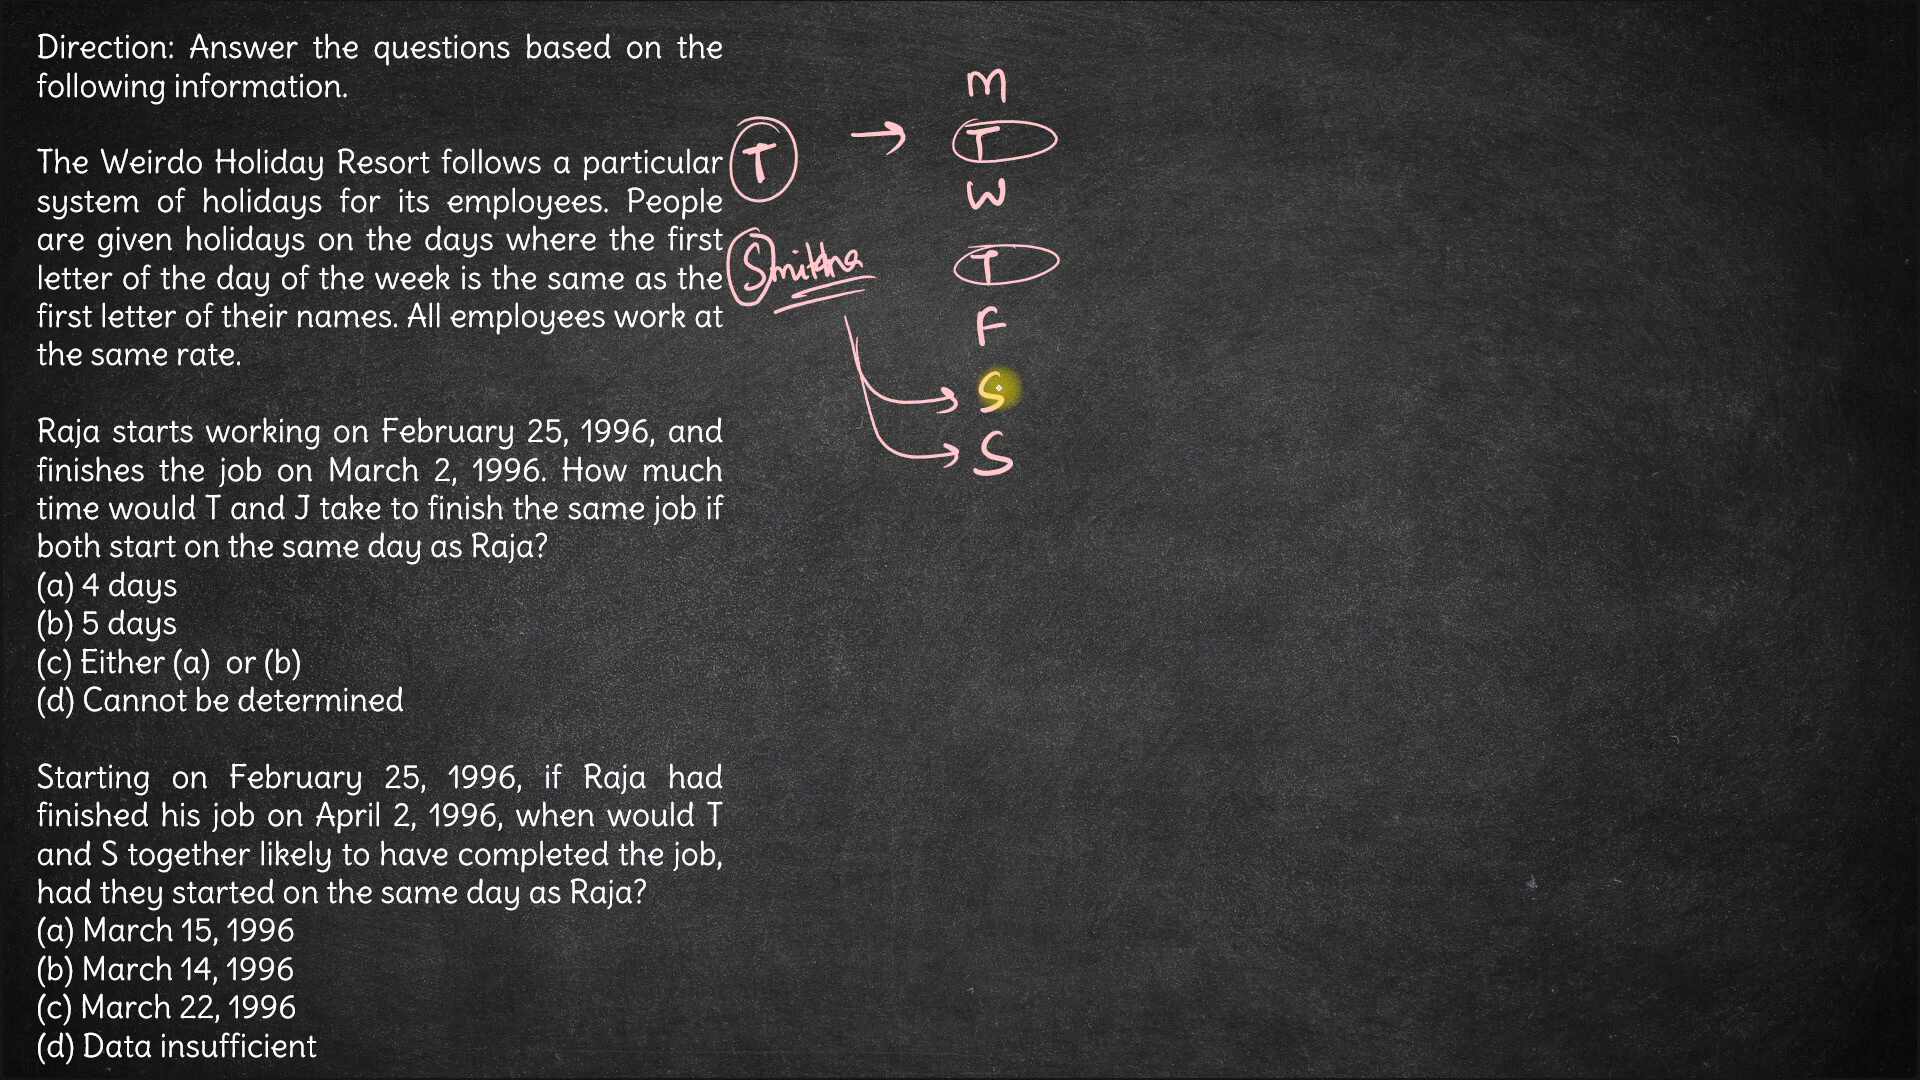 Direction: Answer the questions based on the
following information.
The Weirdo Holiday Resort follows a particular
system of holidays for its employees. People
are given holidays on the days where the first
letter of the day of the week is the same as the
first letter of their names. All employees work at
the same rate.
Raja starts working on February 25, 1996, and
finishes the job on March 2, 1996. How much
time would T and J take to finish the same job if
both start on the same day as Raja?
(a) 4 days
(b) 5 days
(c) Either (a) or (b)
(d) Cannot be determined
Starting on February 25, 1996, if Raja had
finished his job on April 2, 1996, when would T
and S together likely to have completed the job,
had they started on the same day as Raja?
(a) March 15, 1996
(b) March 14, 1996
(c) March 22, 1996
(d) Data insufficient
T
M
T
W
T
F
S
S